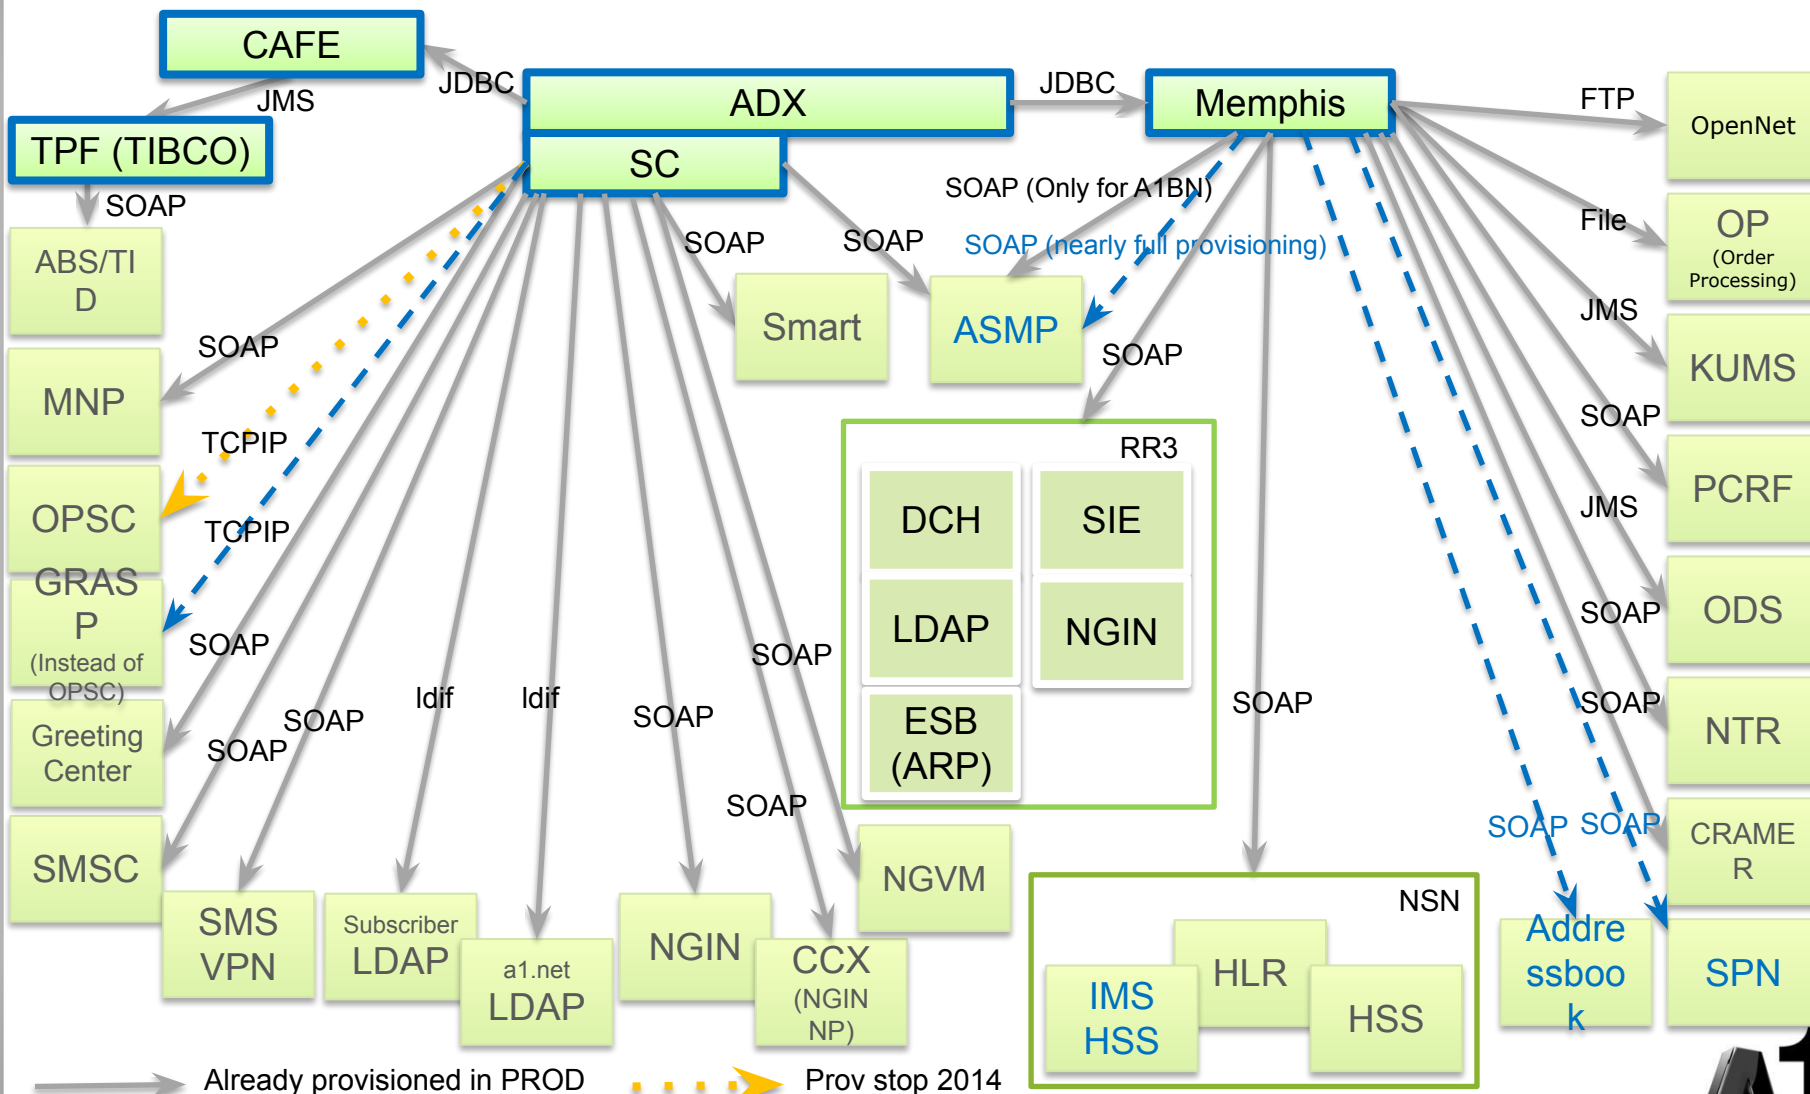 CAFE
JDBC
JMS
ADX
JDBC
Memphis
FTP
OpenNet
TPF (TIBCO)
SC
SOAP
SOAP (Only for A1BN)
File
OP
(Order
Processing)
ABS/TI
D
SOAP
SOAP
SOAP (nearly full provisioning)
Smart
ASMP
JMS
KUMS
SOAP
SOAP
MNP
SOAP
TCPIP
RR3
PCRF
OPSC
DCH
SIE
JMS
TCPIP
GRAS
P
(Instead of
OPSC)
LDAP
NGIN
SOAP
ODS
SOAP
SOAP
ldif
ldif
SOAP
SOAP
SOAP
SOAP
SOAP
NTR
Greeting
Center
ESB
(ARP)
SOAP
SOAP
SOAP
CRAME
R
SMSC
NGVM
NSN
SMS
VPN
Subscriber
LDAP
a1.net
LDAP
NGIN
CCX
(NGIN
NP)
HLR
IMS
HSS
HSS
Addre
ssboo
k
SPN
Already provisioned in PROD
Prov stop 2014
A1